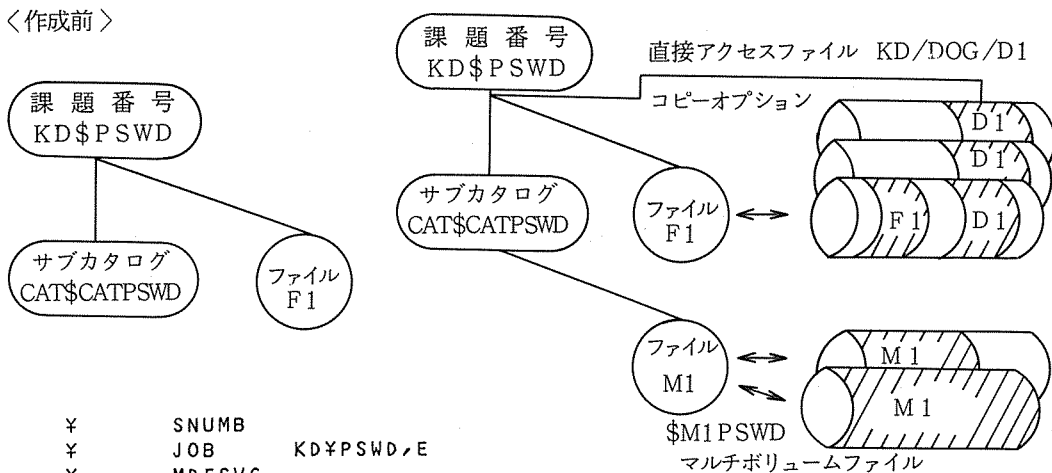 〈作成前〉
課題番号
KD$PSWD
サブカタログ
CAT$CATPSWD
ファイル
F1
課題番号
KD$PSWD
直接アクセスファイル KD/DOG/D1
コピーオプション
D1
D1
F1
D1
サブカタログ
CAT$CATPSWD
ファイル
F1
ファイル
M1
M1
M1
$M1PSWD
マルチボリュームファイル
¥ SNUMB
¥ JOB KD¥PSWD,E